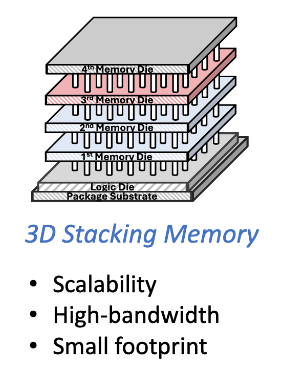 4th Memory Die
3rd Memory Die
2nd Memory Die
1st Memory Die
Logic Die
Package Substrate
3D Stacking Memory
• Scalability
• High-bandwidth
• Small footprint